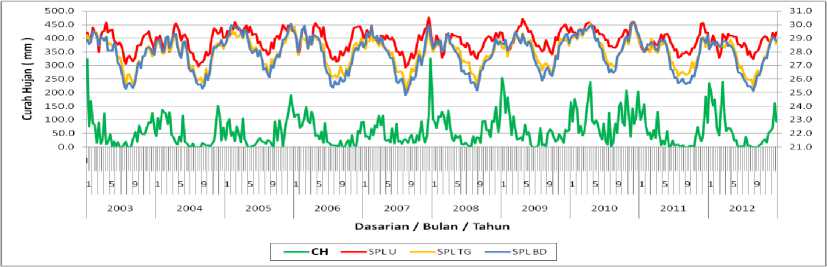 500.0 31.0
450.0 30.0
400.0 29.0
350.0 28.0
300.0 27.0
250.0 26.0
200.0 25.0
150.0 24.0
100.0 23.0
50.0 22.0
0.0 21.0
Curah Hujan ( mm )
1 5 9 1 5 9 1 5 9 1 5 9 1 5 9 1 5 9 1 5 9 1 5 9 1 5 9 1 5 9
2003 2004 2005 2006 2007 2008 2009 2010 2011 2012
Dasarian / Bulan / Tahun
CH SPL U SPL TG SPL BD